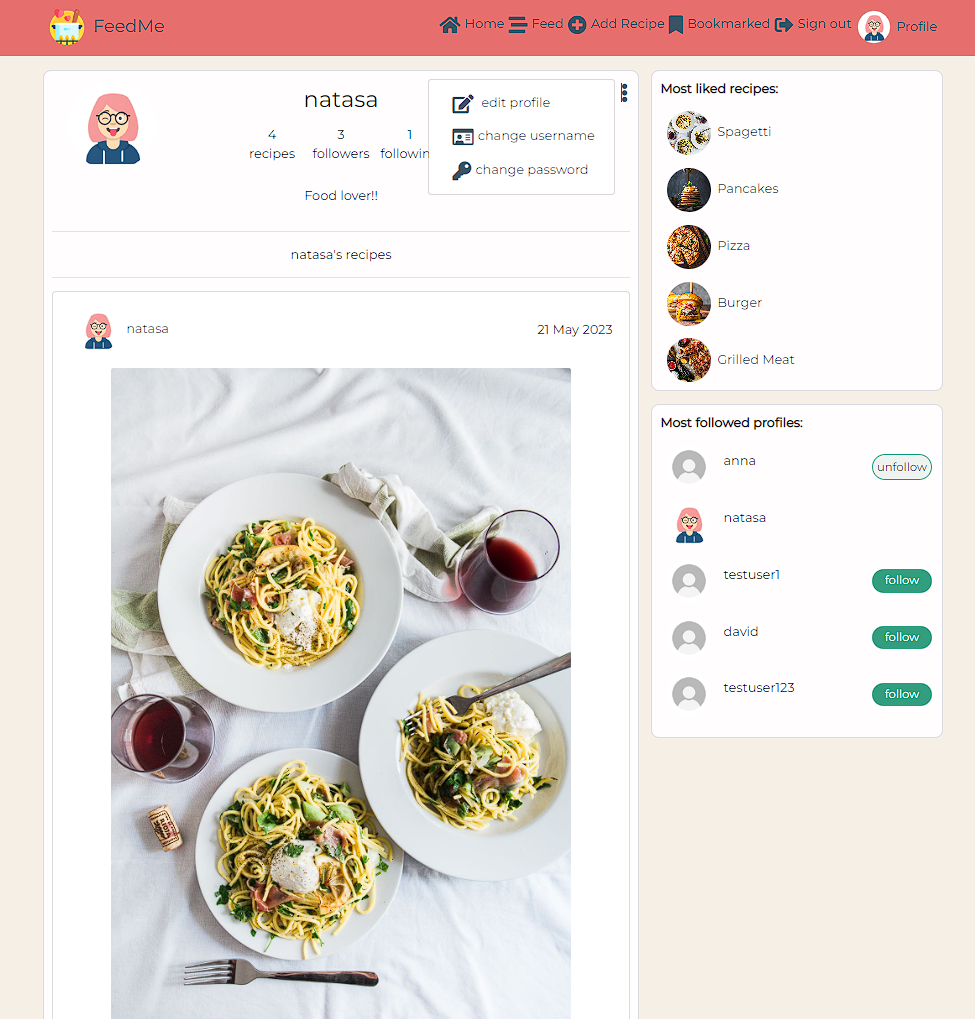 FeedMe
Home Feed Add Recipe Bookmarked Sign out Profile
natasa
4 recipes
3 followers
1 followin
edit profile
change username
change password
Food lover!!
natasa's recipes
natasa
21 May 2023
Most liked recipes:
Spagetti
Pancakes
Pizza
Burger
Grilled Meat
Most followed profiles:
anna unfollow
natasa
testuser1 follow
david follow
testuser123 follow